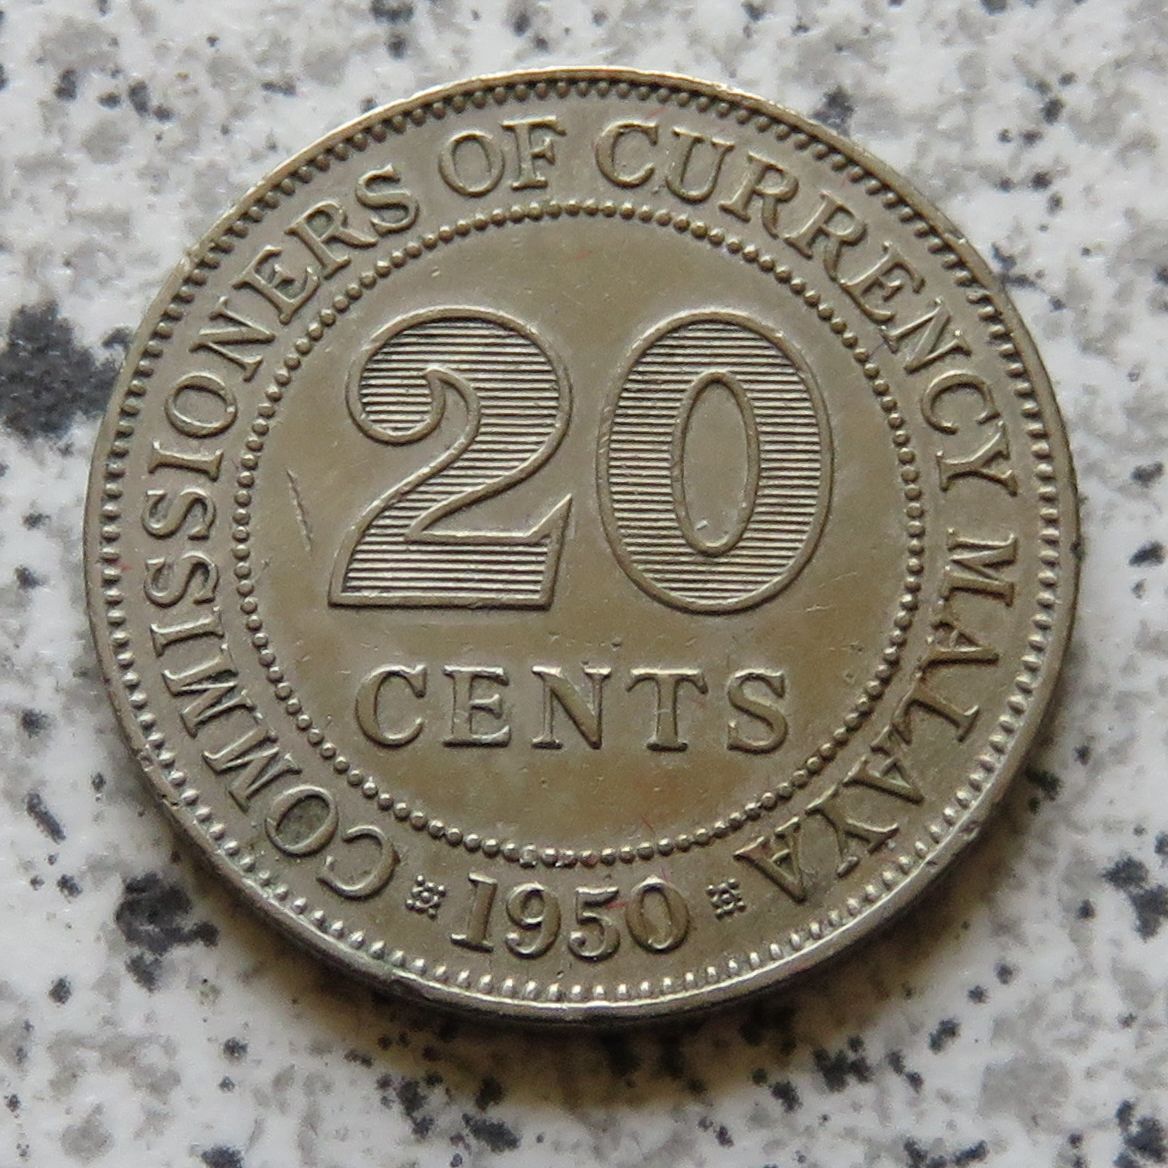 COMMISSIONERS OF CURRENCY MALAYA
20
CENTS
1950